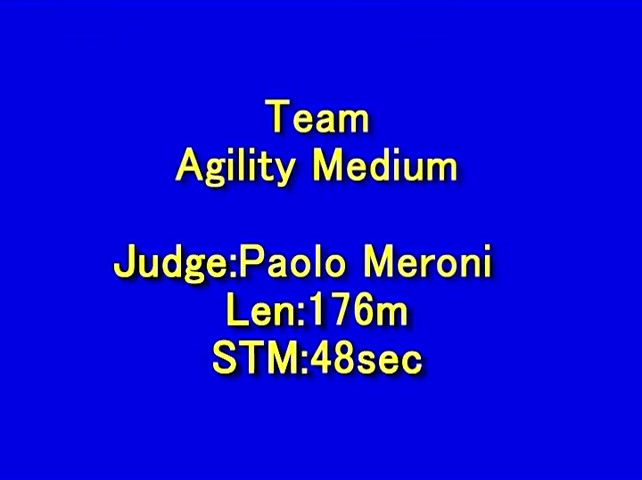 Team
Agility Medium
Judge:Paolo Meroni
Len:176m
STM:48sec